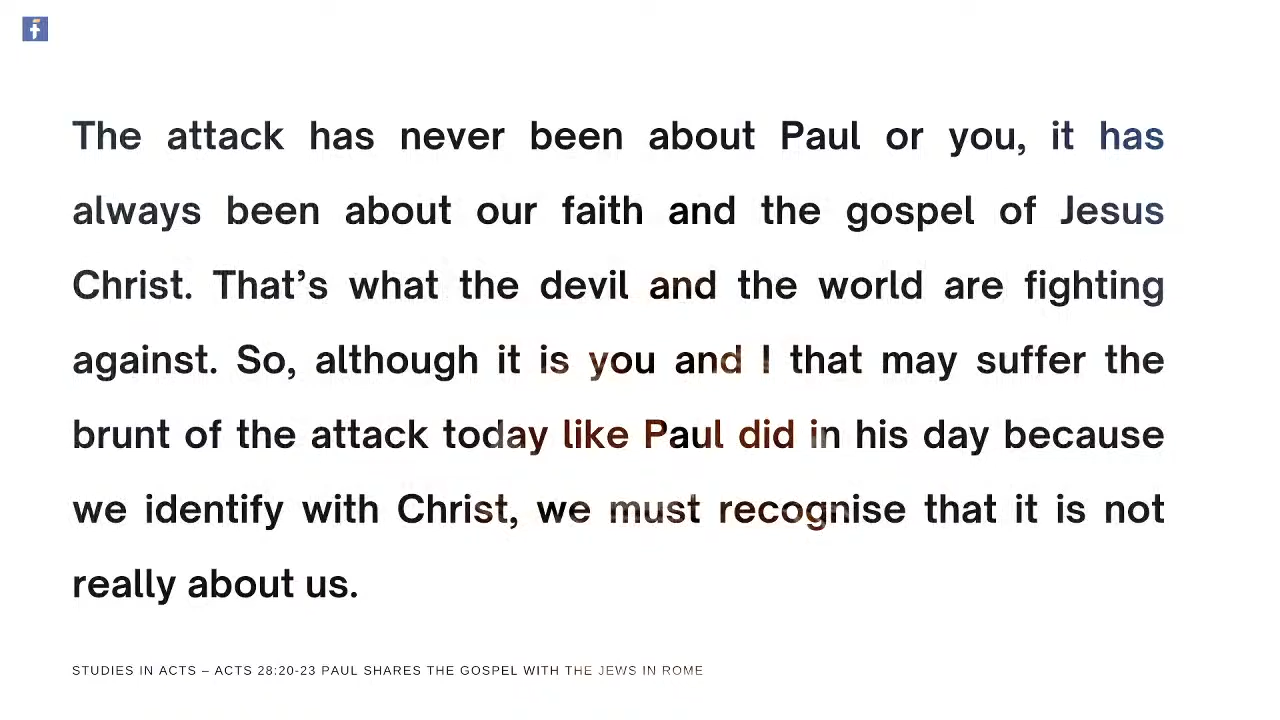 The attack has never been about Paul or you, it has
always been about our faith and the gospel of Jesus
Christ. That’s what the devil and the world are fighting
against. So, although it is you and I that may suffer the
brunt of the attack today like Paul did in his day because
we identify with Christ, we must recognise that it is not
really about us.
STUDIES IN ACTS – ACTS 28:20-23 PAUL SHARES THE GOSPEL WITH THE JEWS IN ROME